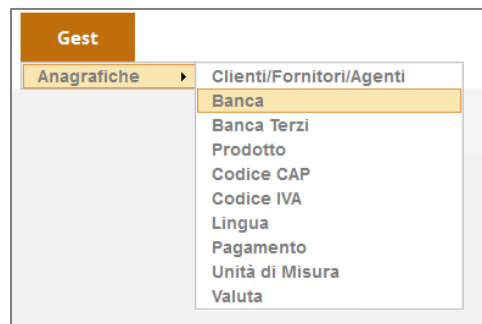 Gest
Anagrafiche
Clienti/Fornitori/Agenti
Banca
Banca Terzi
Prodotto
Codice CAP
Codice IVA
Lingua
Pagamento
Unità di Misura
Valuta